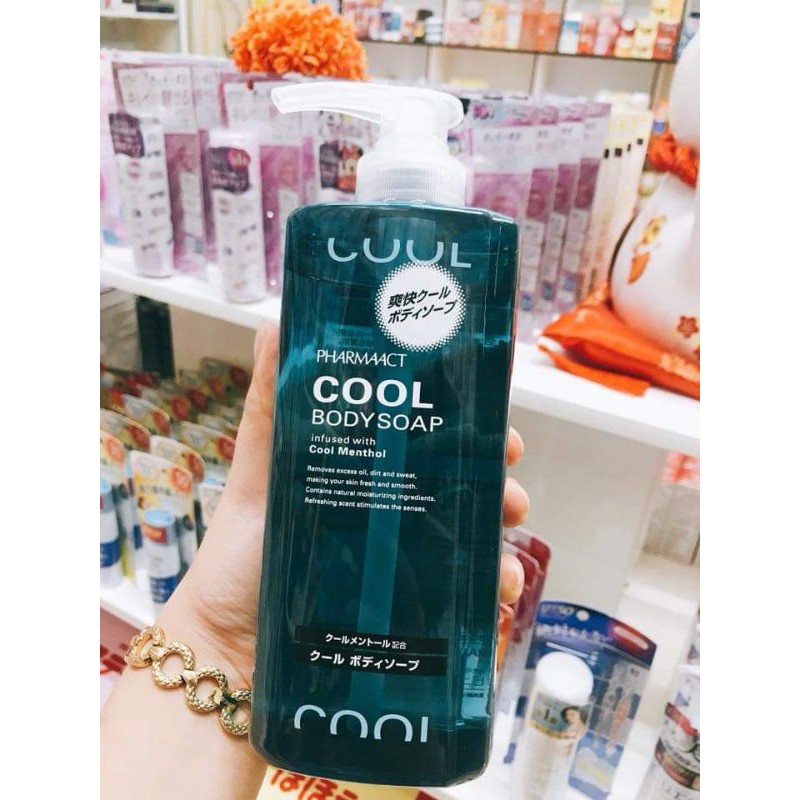 COOL
爽快クール
ボディソープ
PHARMAACT
COOL
BODY SOAP
infused with
Cool Menthol
Removes excess oil, dirt and sweat,
making your skin fresh and smooth.
Contains natural moisturizing ingredients.
Refreshing scent stimulates the senses.
クールメントール配合
クール ボディソープ
cool